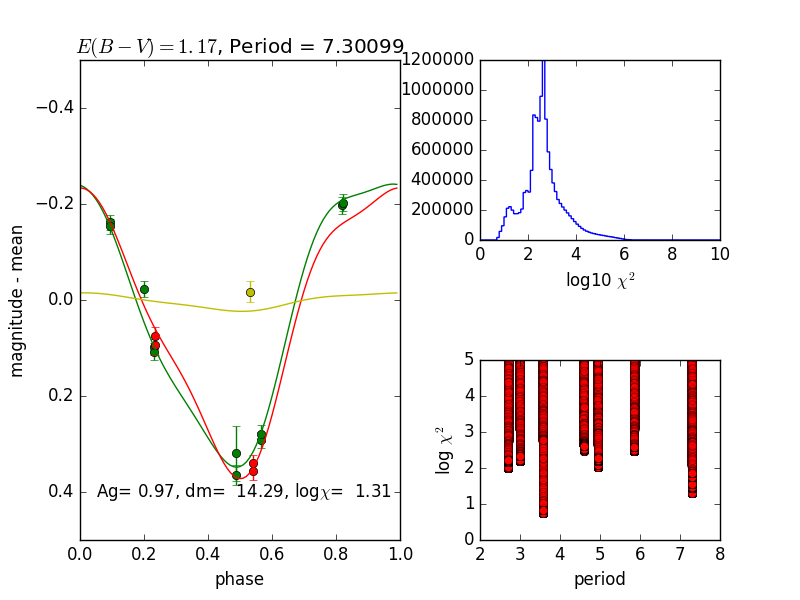 E(B − V) = 1.17, Period = 7.30099
−0.4
−0.2
0.0
0.2
0.4
magnitude - mean
Ag= 0.97, dm= 14.29, logχ= 1.31
0.0 0.2 0.4 0.6 0.8 1.0
phase
1200000
1000000
800000
600000
400000
200000
0
0 2 4 6 8 10
log10 χ²
5
4
3
2
1
0
log χ²
2 3 4 5 6 7 8
period